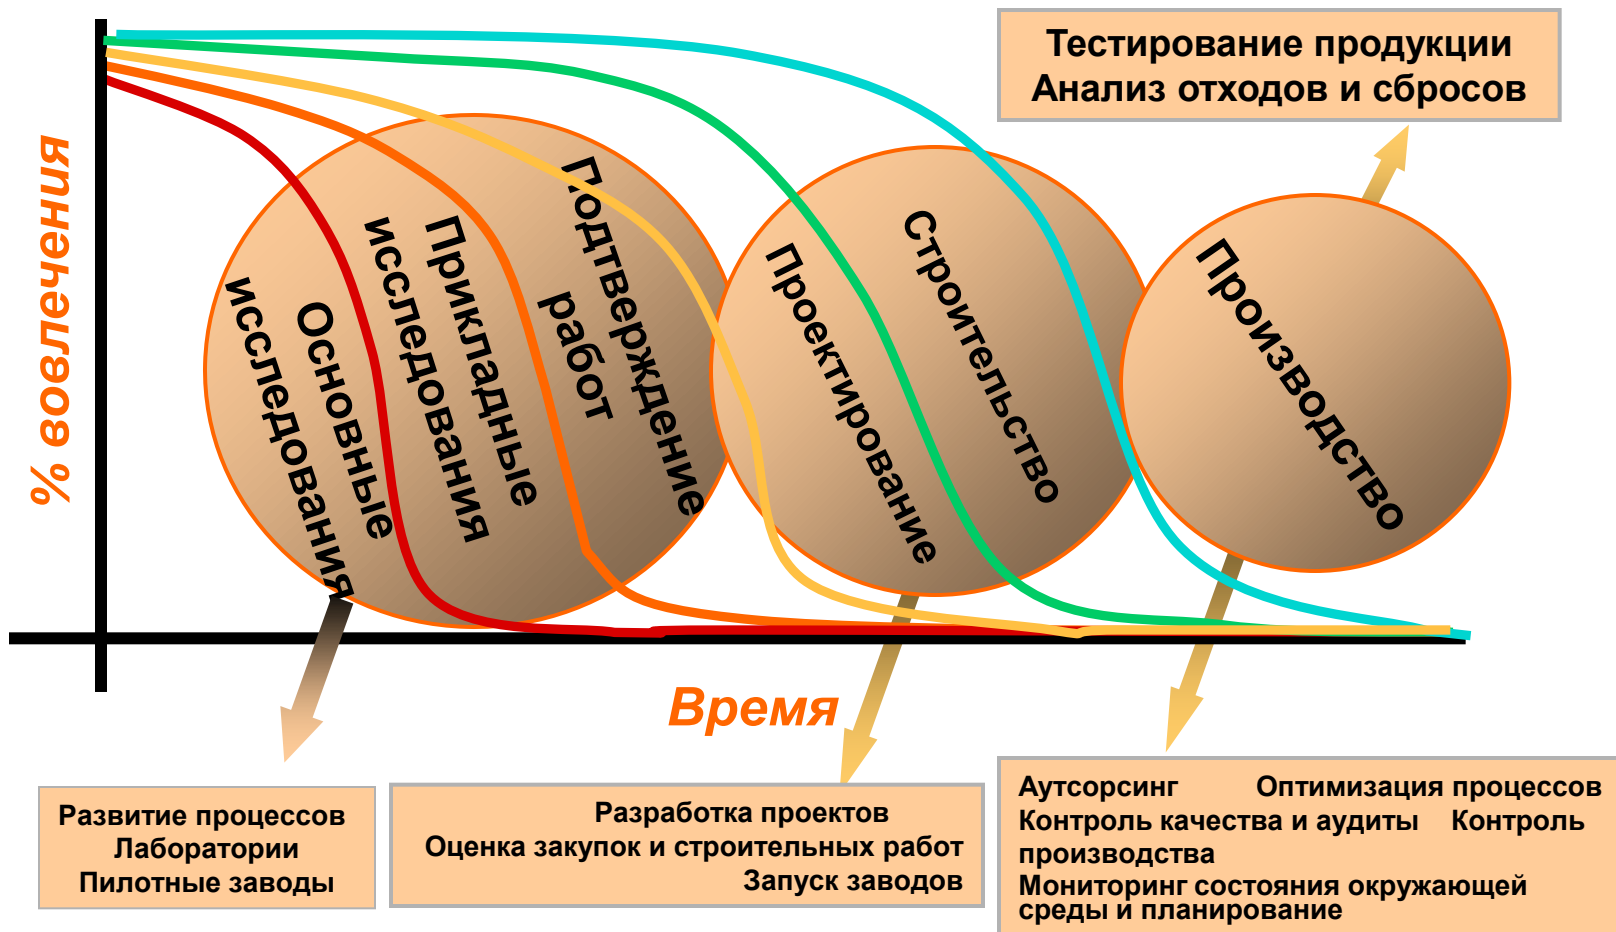 Тестирование продукции
Анализ отходов и сбросов
% вовлечения
Основные
исследования
Прикладные
исследования
Подтверждение
работ
Проектирование
Строительство
Производство
Время
Развитие процессов
Лаборатории
Пилотные заводы
Разработка проектов
Оценка закупок и строительных работ
Запуск заводов
Аутсорсинг Оптимизация процессов
Контроль качества и аудиты Контроль
производства
Мониторинг состояния окружающей
среды и планирование